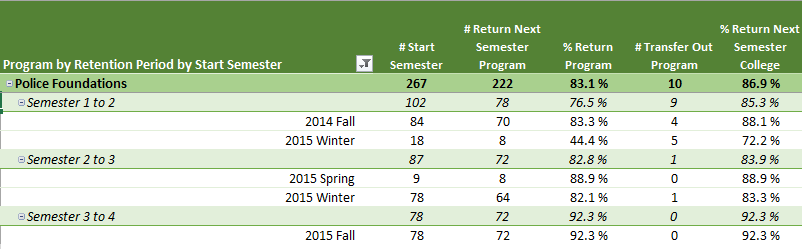 Program by Retention Period by Start Semester # Start Semester # Return Next Semester Program % Return Program # Transfer Out Program % Return Next Semester College
Police Foundations 267 222 83.1 % 10 86.9 %
Semester 1 to 2 102 78 76.5 % 9 85.3 %
2014 Fall 84 70 83.3 % 4 88.1 %
2015 Winter 18 8 44.4 % 5 72.2 %
Semester 2 to 3 87 72 82.8 % 1 83.9 %
2015 Spring 9 8 88.9 % 0 88.9 %
2015 Winter 78 64 82.1 % 1 83.3 %
Semester 3 to 4 78 72 92.3 % 0 92.3 %
2015 Fall 78 72 92.3 % 0 92.3 %